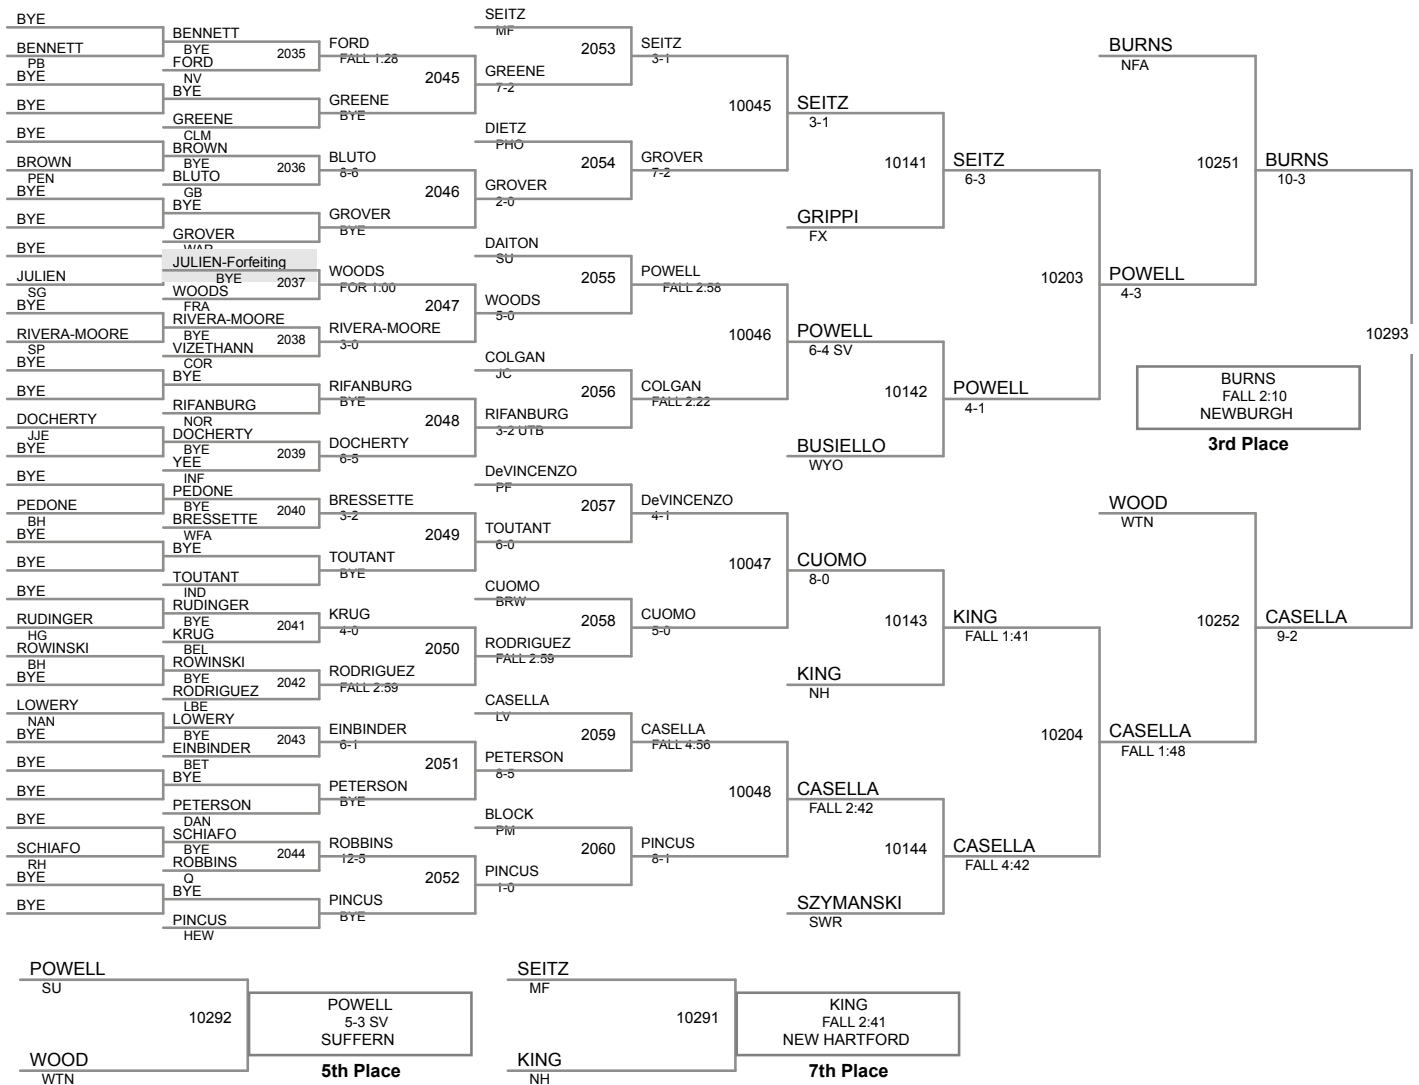 BYE
BENNETT
PB
BYE
BYE
BYE
BROWN
PEN
BYE
BYE
BYE
JULIEN
SG
BYE
RIVERA-MOORE
SP
BYE
BYE
DOCHERTY
JJE
BYE
BYE
PEDONE
BH
BYE
BYE
BYE
RUDINGER
HG
ROWINSKI
BH
BYE
LOWERY
NAN
BYE
BYE
BYE
BYE
SCHIAFO
RH
BYE
BYE
BENNETT
BYE
2035
FORD
NV
BYE
GREENE
CLM
BROWN
BYE
2036
BLUTO
GB
BYE
GROVER
WAR
JULIEN-Forfeiting
BYE
2037
WOODS
FRA
RIVERA-MOORE
BYE
2038
VIZETHANN
COR
BYE
RIFANBURG
NOR
DOCHERTY
BYE
2039
YEE
INF
PEDONE
BYE
2040
BRESSETTE
WFA
BYE
TOUTANT
IND
RUDINGER
BYE
2041
KRUG
BEL
ROWINSKI
BYE
2042
RODRIGUEZ
LBE
LOWERY
BYE
2043
EINBINDER
BET
BYE
PETERSON
DAN
SCHIAFO
BYE
2044
ROBBINS
Q
BYE
PINCUS
HEW
FORD
FALL 1:28
2045
GREENE
BYE
BLUTO
8-6
2046
GROVER
BYE
WOODS
FOR 1:00
2047
RIVERA-MOORE
3-0
RIFANBURG
BYE
2048
DOCHERTY
6-5
BRESSETTE
3-2
2049
TOUTANT
BYE
KRUG
4-0
2050
RODRIGUEZ
FALL 2:59
EINBINDER
6-1
2051
PETERSON
BYE
ROBBINS
12-5
2052
PINCUS
BYE
SEITZ
MF
2053
GREENE
7-2
DIETZ
PHO
2054
GROVER
2-0
DAITON
SU
2055
WOODS
5-0
COLGAN
JC
2056
RIFANBURG
3-2 UTB
DeVINCENZO
PF
2057
TOUTANT
6-0
CUOMO
BRW
2058
RODRIGUEZ
FALL 2:59
CASELLA
LV
2059
PETERSON
8-5
BLOCK
PM
2060
PINCUS
1-0
SEITZ
3-1
10045
GROVER
7-2
POWELL
FALL 2:58
10046
COLGAN
FALL 2:22
DeVINCENZO
4-1
10047
CUOMO
5-0
CASELLA
FALL 4:56
10048
PINCUS
8-1
SEITZ
3-1
10141
GRIPPI
FX
POWELL
6-4 SV
10142
BUSIELLO
WYO
CUOMO
8-0
10143
KING
NH
CASELLA
FALL 2:42
10144
SZYMANSKI
SWR
SEITZ
6-3
10203
POWELL
4-1
KING
FALL 1:41
10204
CASELLA
FALL 4:42
BURNS
NFA
10251
POWELL
4-3
WOOD
WTN
10252
CASELLA
FALL 1:48
BURNS
10-3
10293
CASELLA
9-2
BURNS
FALL 2:10
NEWBURGH
3rd Place
POWELL
SU
10292
WOOD
WTN
POWELL
5-3 SV
SUFFERN
5th Place
SEITZ
MF
10291
KING
NH
KING
FALL 2:41
NEW HARTFORD
7th Place